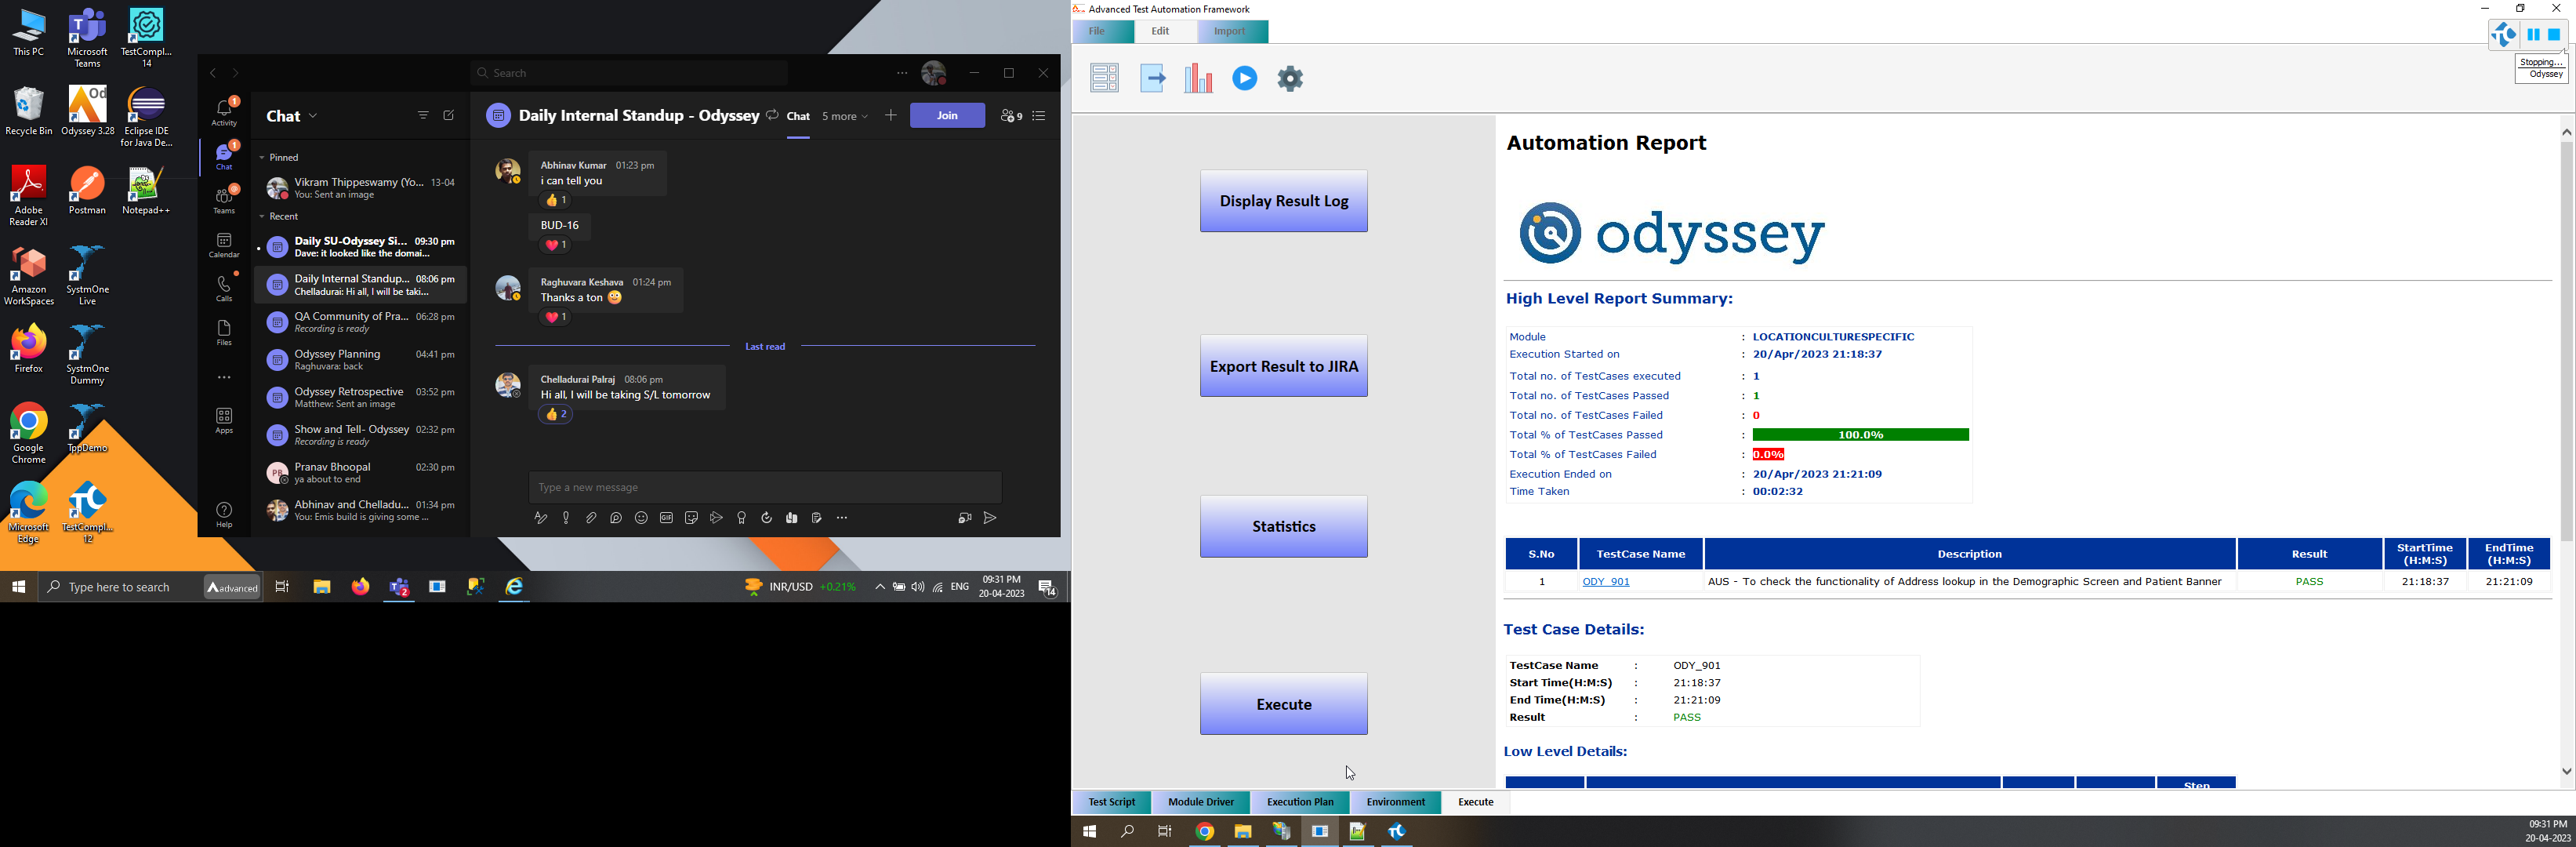 This PC
Microsoft Teams
TestCompl... 14
Recycle Bin
Odyssey 3.28
Eclipse IDE for Java De...
Adobe Reader XI
Postman
Notepad++
Amazon WorkSpaces
SystmOne Live
Firefox
SystmOne Dummy
Google Chrome
TppDemo
Microsoft Edge
TestCompl... 12
Search
Activity
Chat
Teams
Calendar
Calls
Files
Apps
Help
Chat
Pinned
Vikram Thippeswamy (Yo... 13-04
You: Sent an image
Recent
Daily SU-Odyssey Si... 09:30 pm
Dave: it looked like the domai...
Daily Internal Standup... 08:06 pm
Chelladurai: Hi all, I will be taki...
QA Community of Pra... 06:28 pm
Recording is ready
Odyssey Planning 04:41 pm
Raghuvara: back
Odyssey Retrospective 03:52 pm
Matthew: Sent an image
Show and Tell- Odyssey 02:32 pm
Recording is ready
PB
Pranav Bhoopal 02:30 pm
ya about to end
Abhinav and Chelladu... 01:34 pm
You: Emis build is giving some ...
Daily Internal Standup - Odyssey Chat 5 more Join 9
Abhinav Kumar 01:23 pm
i can tell you
1
BUD-16
1
Raghuvara Keshava 01:24 pm
Thanks a ton
1
Last read
Chelladurai Palraj 08:06 pm
Hi all, I will be taking S/L tomorrow
2
Type a new message
GIF
Type here to search
Advanced
INR/USD +0.21%
ENG
09:31 PM
20-04-2023
14
Advanced Test Automation Framework
File Edit Import
Stopping...
Odyssey
Display Result Log
Export Result to JIRA
Statistics
Execute
Automation Report
odyssey
High Level Report Summary:
Module : LOCATIONCULTURESPECIFIC
Execution Started on : 20/Apr/2023 21:18:37
Total no. of TestCases executed : 1
Total no. of TestCases Passed : 1
Total no. of TestCases Failed : 0
Total % of TestCases Passed : 100.0%
Total % of TestCases Failed : 0.0%
Execution Ended on : 20/Apr/2023 21:21:09
Time Taken : 00:02:32
S.No TestCase Name Description Result StartTime (H:M:S) EndTime (H:M:S)
1 ODY_901 AUS - To check the functionality of Address lookup in the Demographic Screen and Patient Banner PASS 21:18:37 21:21:09
Test Case Details:
TestCase Name : ODY_901
Start Time(H:M:S) : 21:18:37
End Time(H:M:S) : 21:21:09
Result : PASS
Low Level Details:
Step
Test Script Module Driver Execution Plan Environment Execute
09:31 PM
20-04-2023